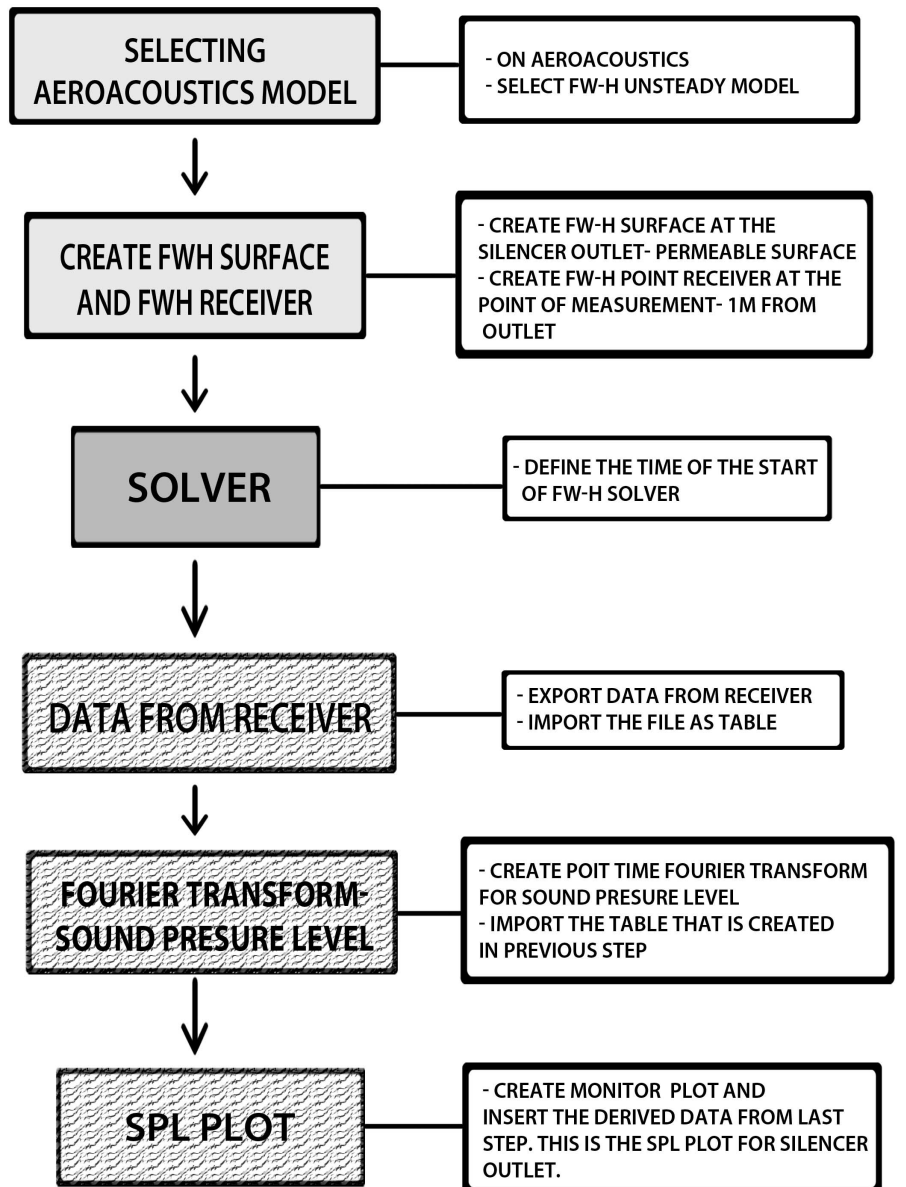 SELECTING
AEROACOUSTICS MODEL
- ON AEROACOUSTICS
- SELECT FW-H UNSTEADY MODEL
CREATE FWH SURFACE
AND FWH RECEIVER
- CREATE FW-H SURFACE AT THE
SILENCER OUTLET- PERMEABLE SURFACE
- CREATE FW-H POINT RECEIVER AT THE
POINT OF MEASUREMENT- 1M FROM
OUTLET
SOLVER
- DEFINE THE TIME OF THE START
OF FW-H SOLVER
DATA FROM RECEIVER
- EXPORT DATA FROM RECEIVER
- IMPORT THE FILE AS TABLE
FOURIER TRANSFORM-
SOUND PRESURE LEVEL
- CREATE POIT TIME FOURIER TRANSFORM
FOR SOUND PRESURE LEVEL
- IMPORT THE TABLE THAT IS CREATED
IN PREVIOUS STEP
SPL PLOT
- CREATE MONITOR PLOT AND
INSERT THE DERIVED DATA FROM LAST
STEP. THIS IS THE SPL PLOT FOR SILENCER
OUTLET.